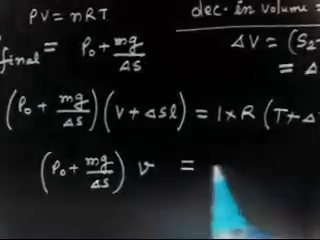 PV = nRT
dec. in volume =
final = P₀ + mg/ΔS
ΔV = (S₂-
= Δ
(P₀ + mg/ΔS)(V + ΔSl) = 1×R (T+Δ
(P₀ + mg/ΔS) V =